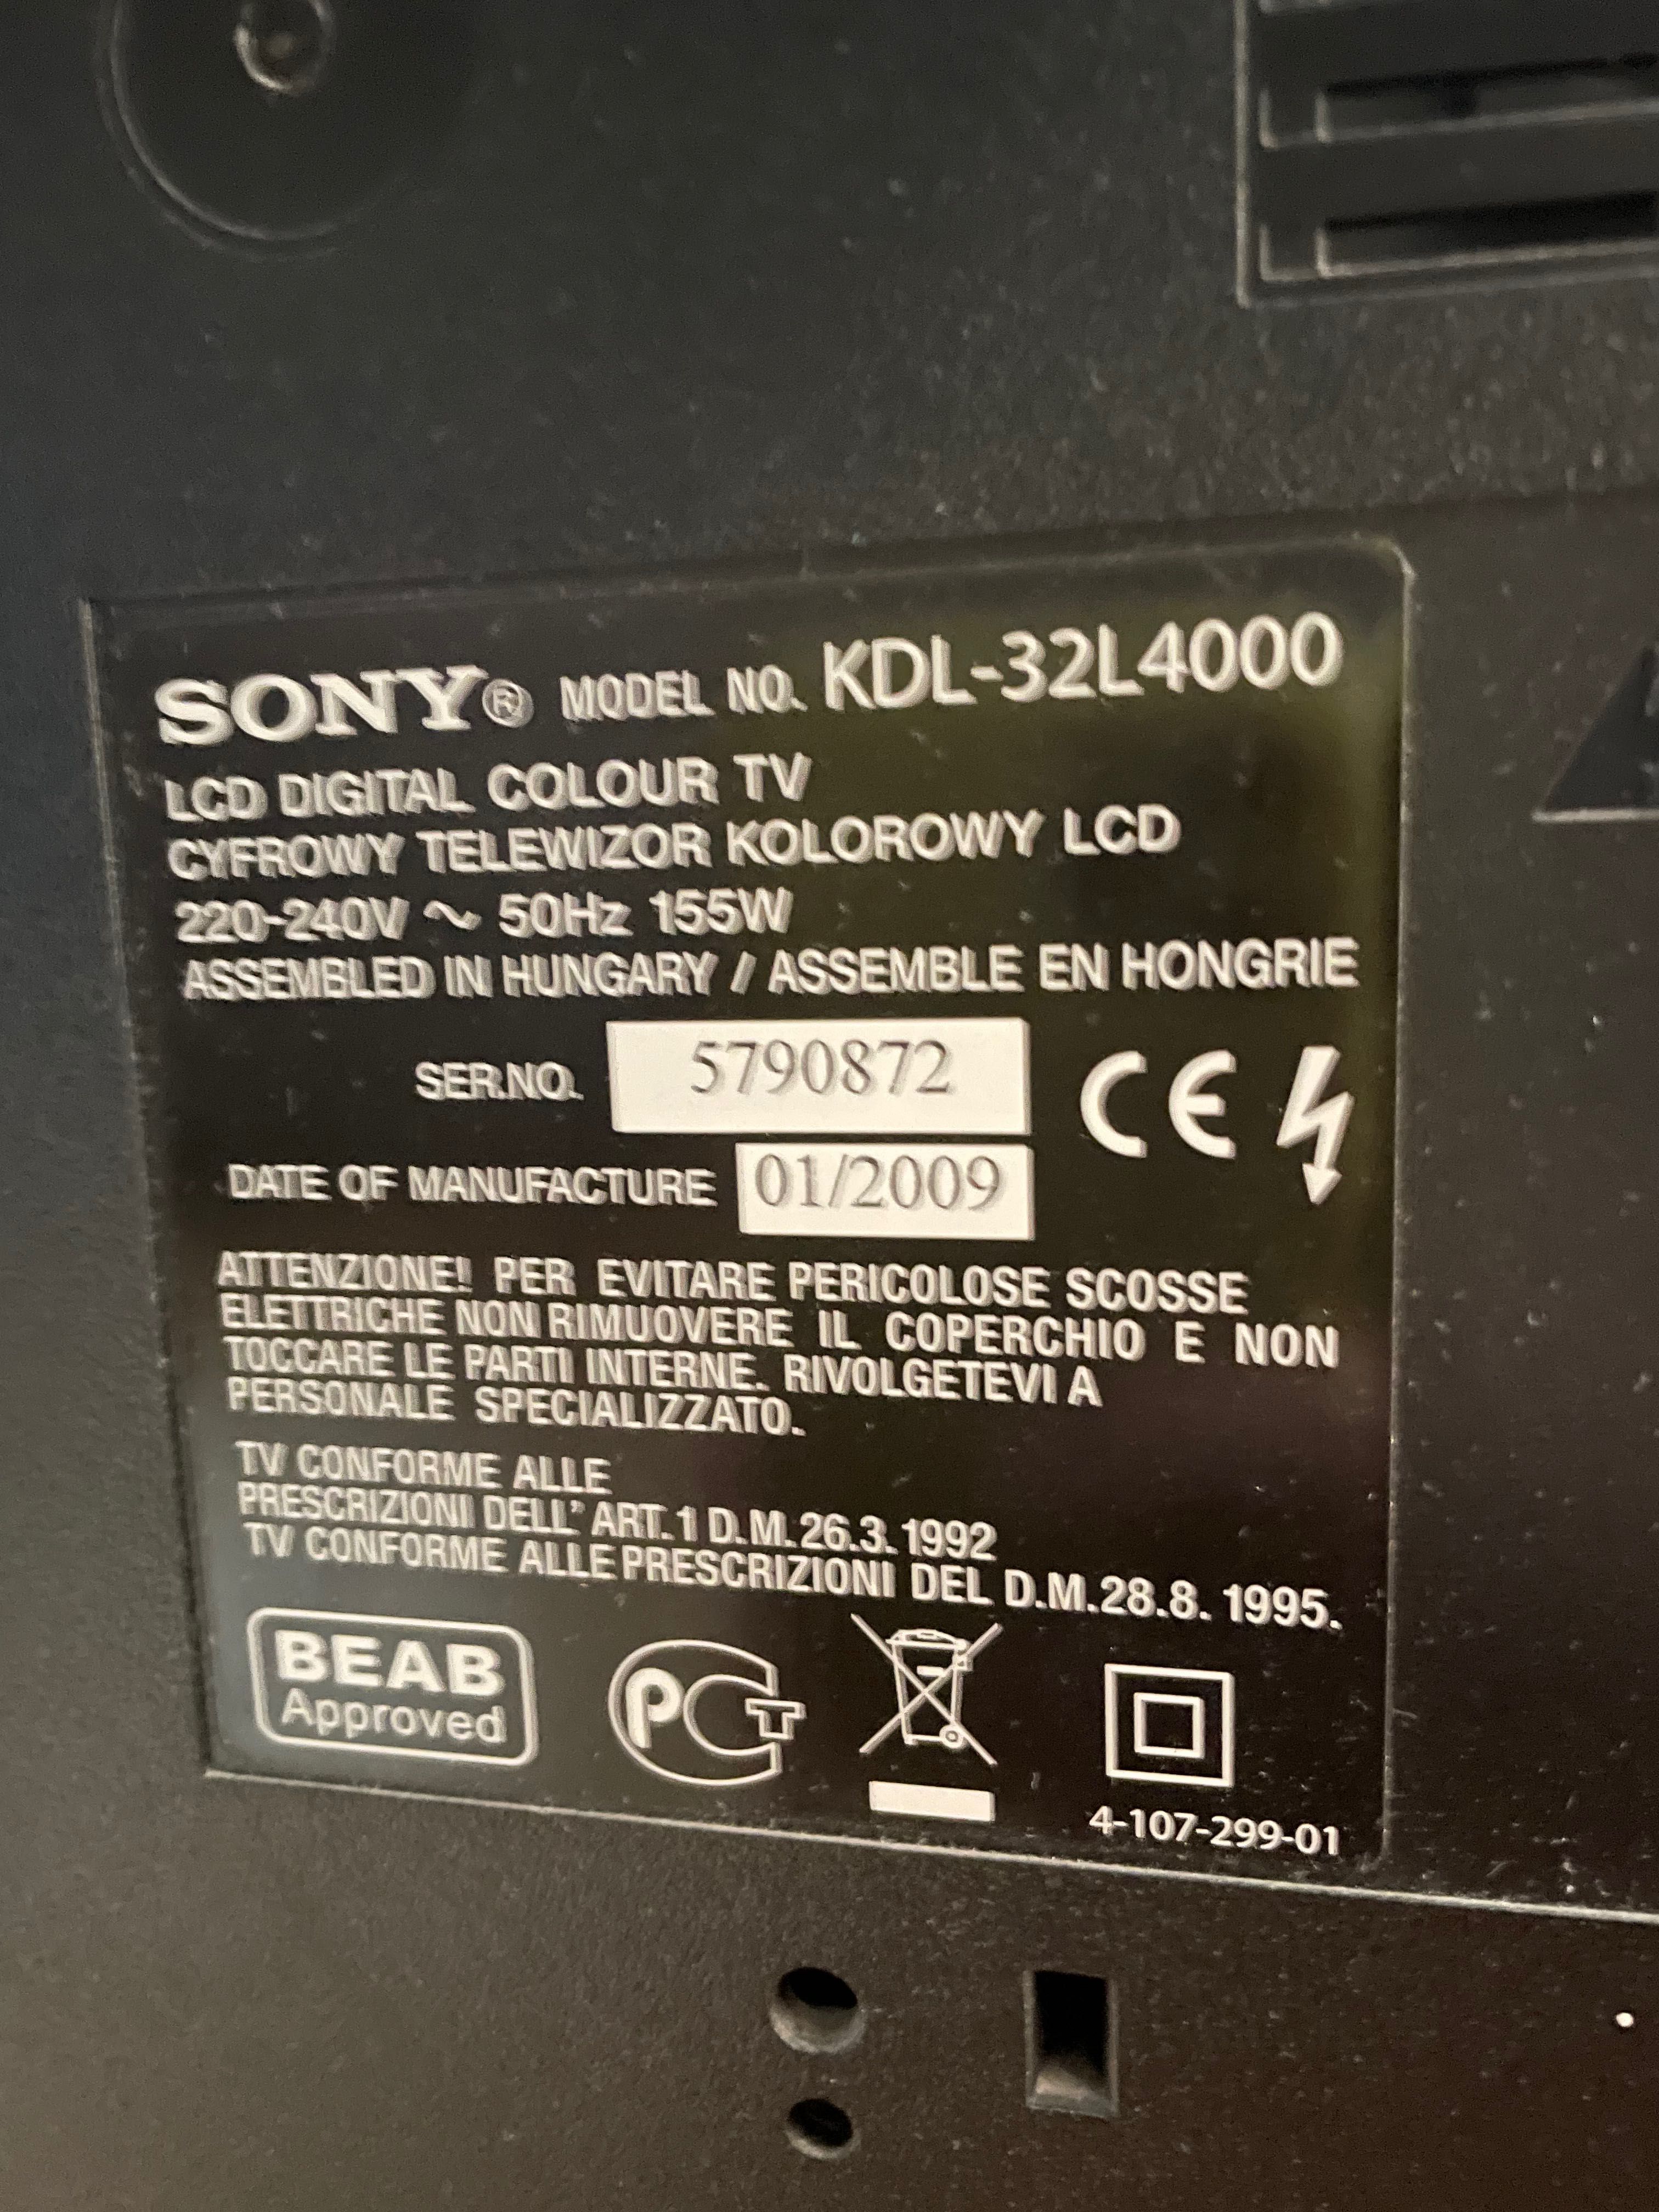 SONY® MODEL NO. KDL-32L4000
LCD DIGITAL COLOUR TV
CYFROWY TELEWIZOR KOLOROWY LCD
220-240V ~ 50Hz 155W
ASSEMBLED IN HUNGARY / ASSEMBLE EN HONGRIE
SER.NO. 5790872
CE
DATE OF MANUFACTURE 01/2009
ATTENZIONE! PER EVITARE PERICOLOSE SCOSSE
ELETTRICHE NON RIMUOVERE IL COPERCHIO E NON
TOCCARE LE PARTI INTERNE. RIVOLGETEVI A
PERSONALE SPECIALIZZATO.
TV CONFORME ALLE
PRESCRIZIONI DELL' ART.1 D.M.26.3.1992
TV CONFORME ALLE PRESCRIZIONI DEL D.M.28.8. 1995.
BEAB
Approved
PCT
4-107-299-01